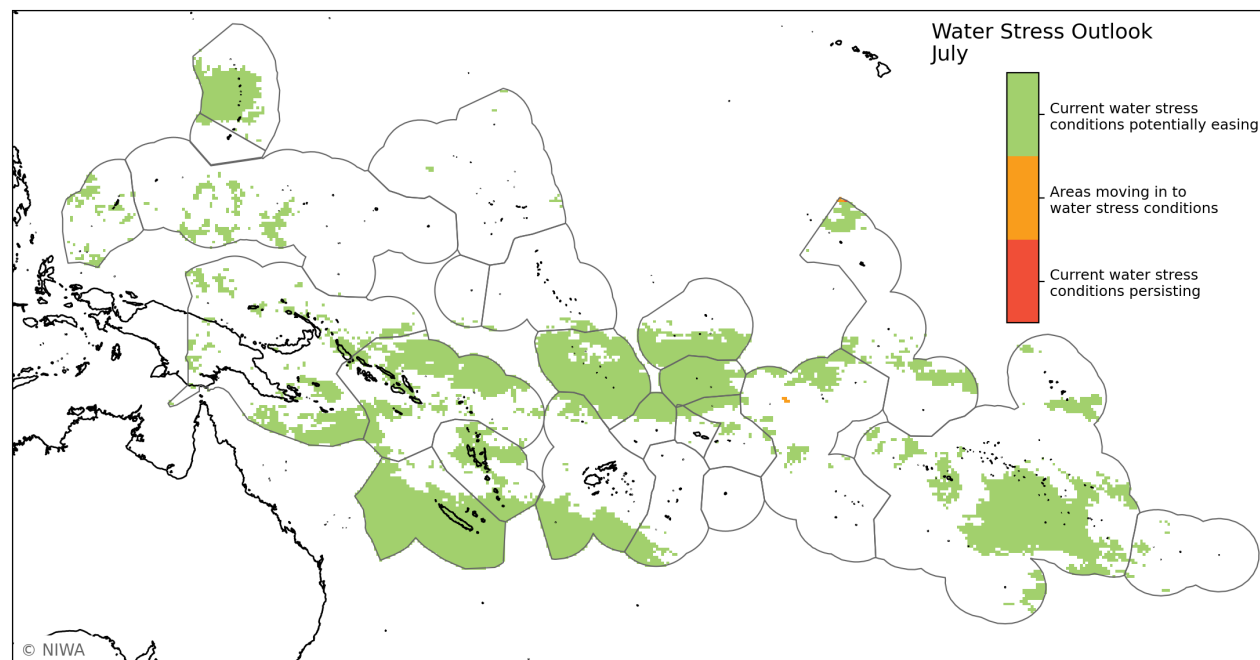 Water Stress Outlook
July
Current water stress
conditions potentially easing
Areas moving in to
water stress conditions
Current water stress
conditions persisting
© NIWA